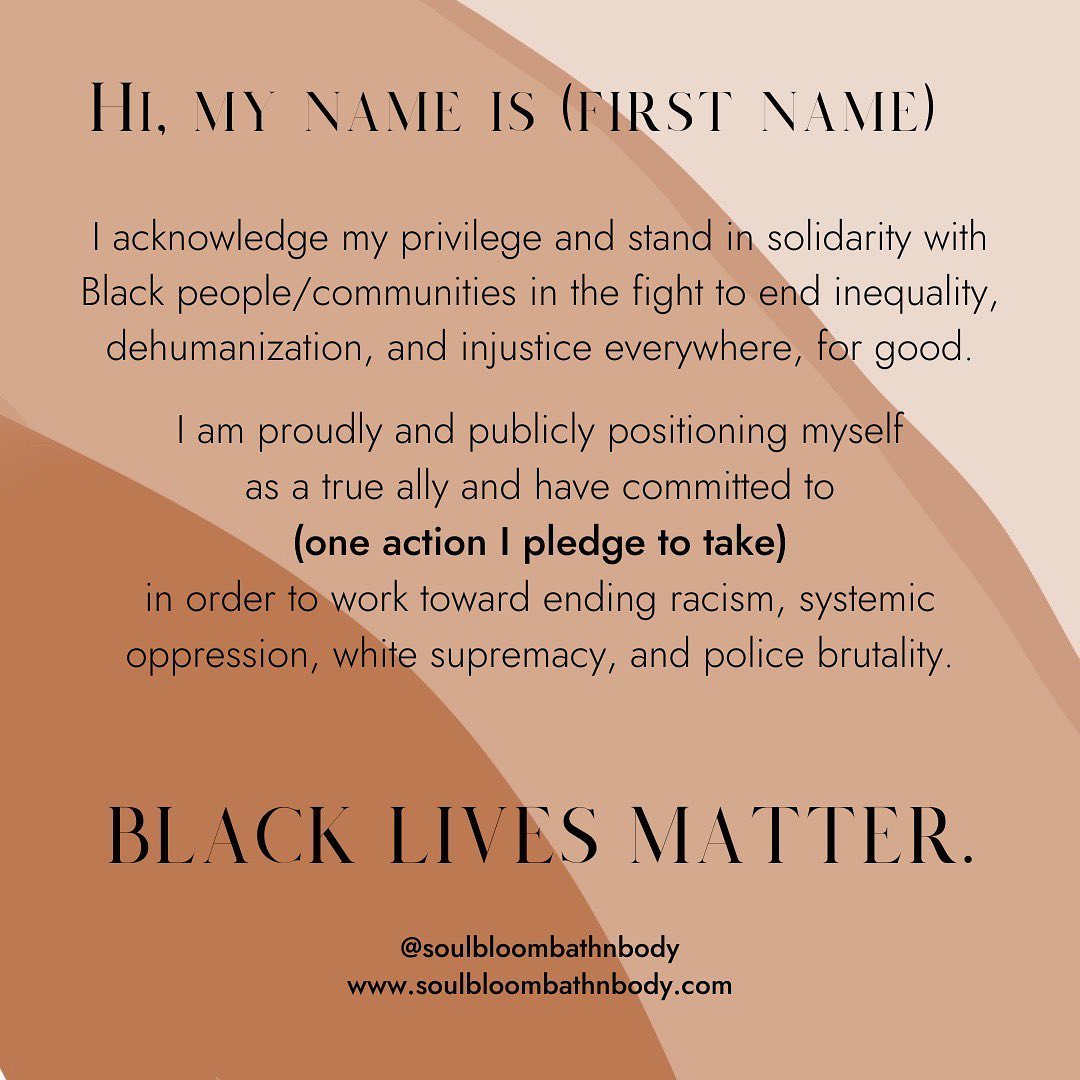 Hi, my name is (first name)
I acknowledge my privilege and stand in solidarity with
Black people/communities in the fight to end inequality,
dehumanization, and injustice everywhere, for good.
I am proudly and publicly positioning myself
as a true ally and have committed to
(one action I pledge to take)
in order to work toward ending racism, systemic
oppression, white supremacy, and police brutality.
BLACK LIVES MATTER.
@soulbloombathnbody
www.soulbloombathnbody.com